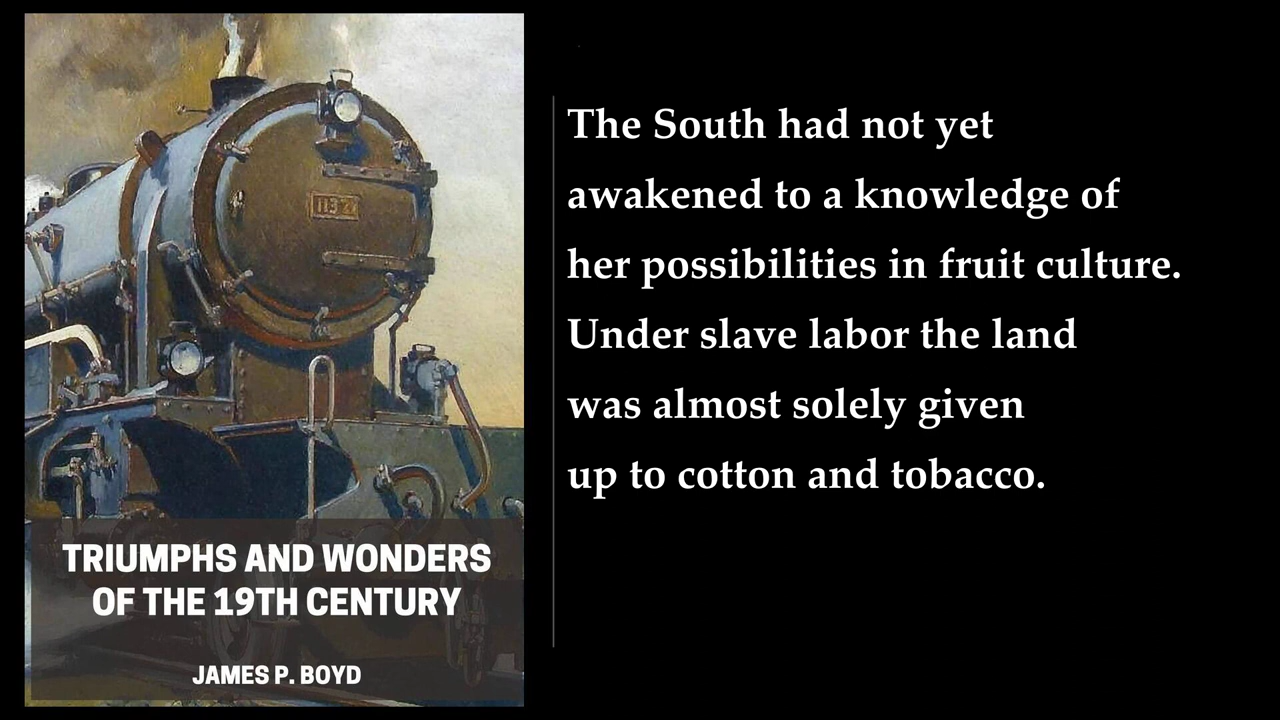 The South had not yet
awakened to a knowledge of
her possibilities in fruit culture.
Under slave labor the land
was almost solely given
up to cotton and tobacco.
TRIUMPHS AND WONDERS
OF THE 19TH CENTURY
JAMES P. BOYD